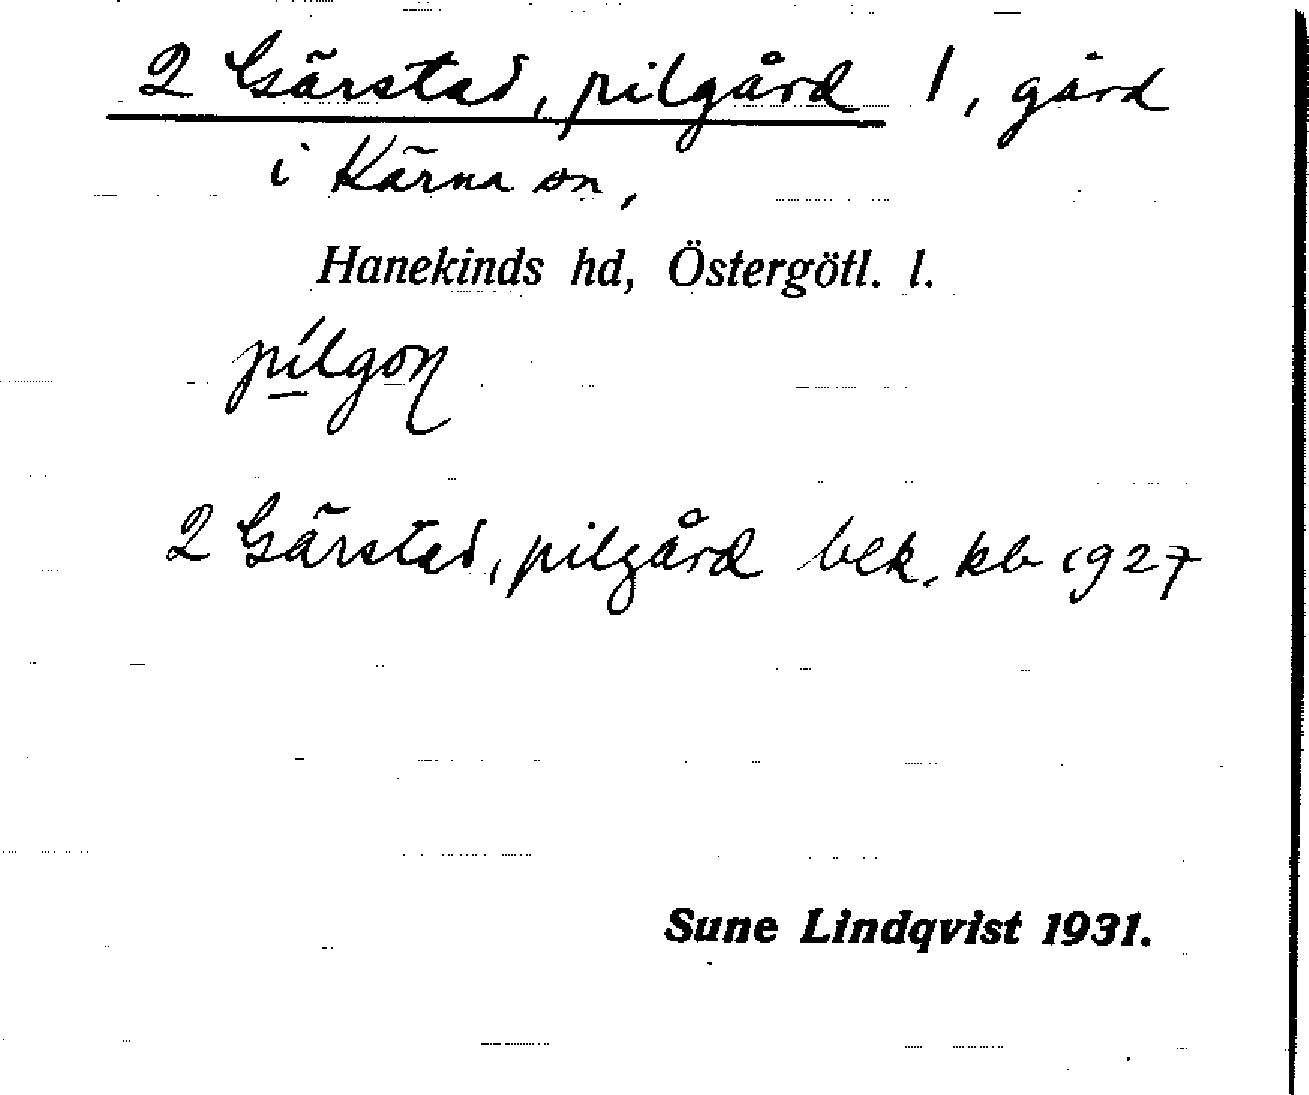 2 Gärstad, pilgård 1, gård
i Kärna sn,
Hanekinds hd, Östergötl. l.
pílgoɳ
2 Gärstad, pilgård bek. kb 1927
Sune Lindqvist 1931.